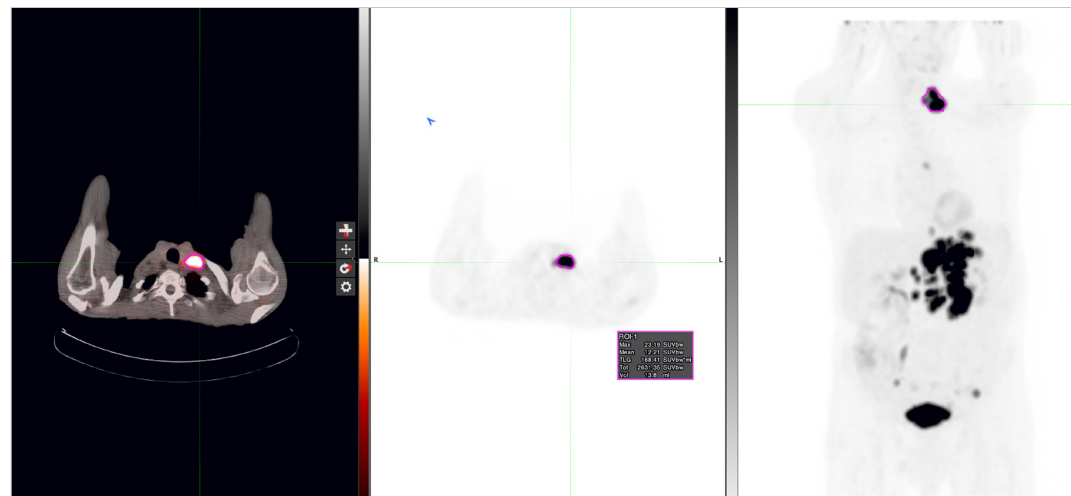 R
L
ROI-1
Max 23.19 SUVbw
Mean 12.21 SUVbw
TLG 168.41 SUVbw*ml
Tot 2631.35 SUVbw
Vol 13.8 ml